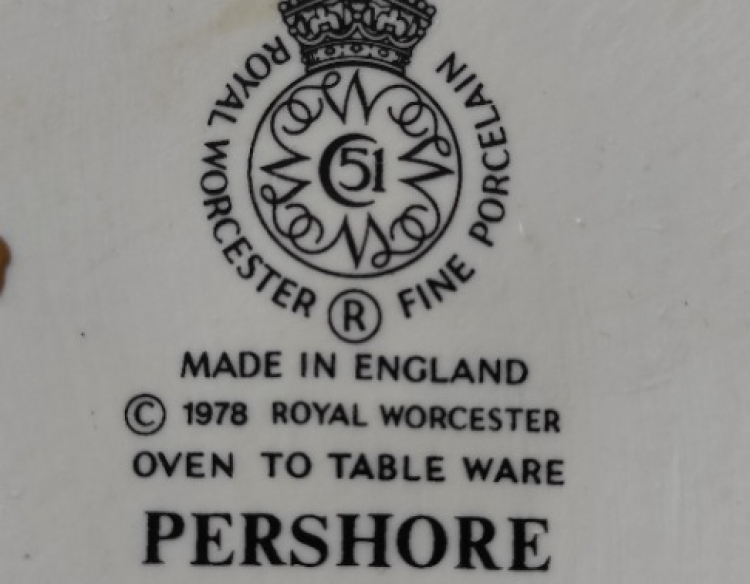 ROYAL WORCESTER
FINE PORCELAIN
C51
R
MADE IN ENGLAND
© 1978 ROYAL WORCESTER
OVEN TO TABLE WARE
PERSHORE